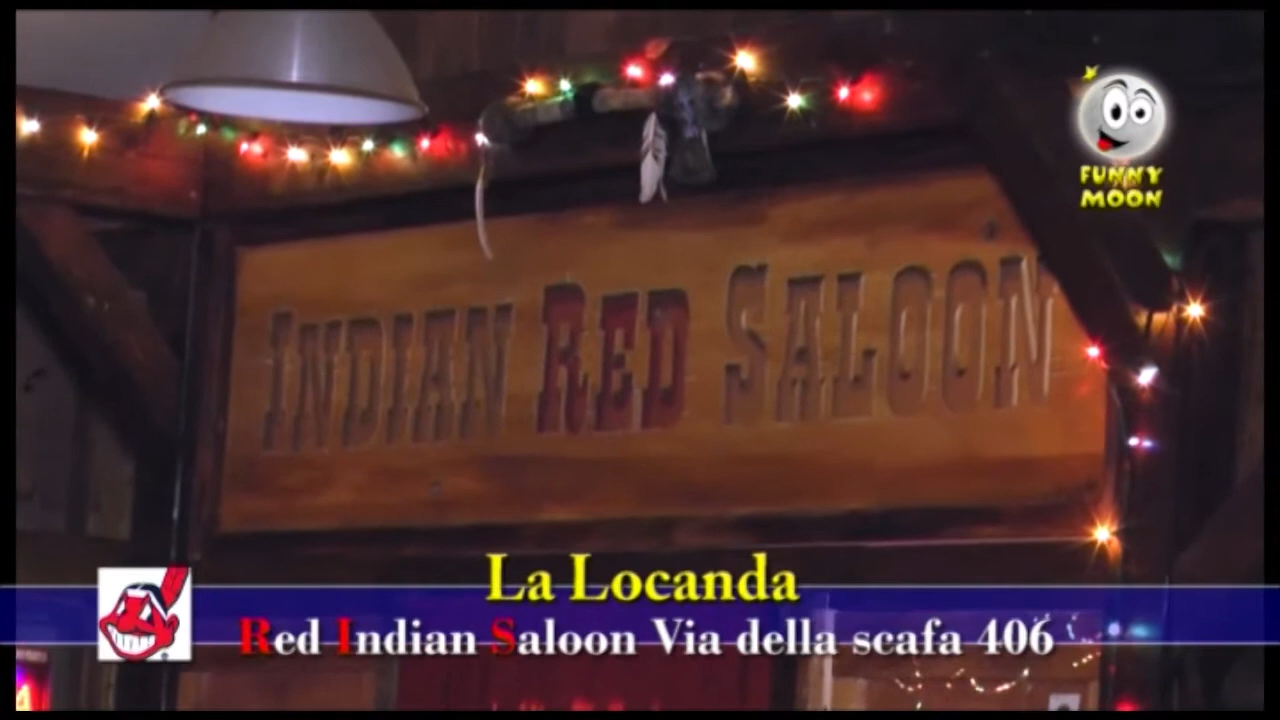 FUNNY
MOON
INDIAN RED SALOON
La Locanda
Red Indian Saloon Via della scafa 406